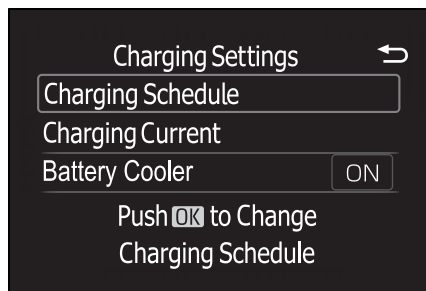 Charging Settings
Charging Schedule
Charging Current
Battery Cooler ON
Push OK to Change
Charging Schedule